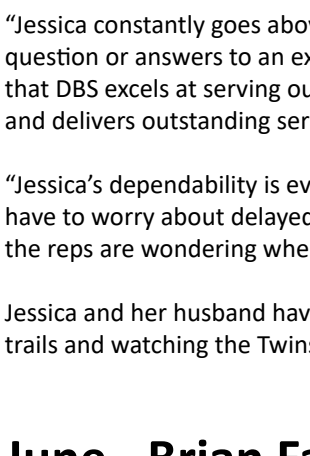 “Jessica constantly goes abov
question or answers to an ex
that DBS excels at serving ou
and delivers outstanding ser
“Jessica’s dependability is ev
have to worry about delayed
the reps are wondering whe
Jessica and her husband hav
trails and watching the Twins
June - Brian Fa